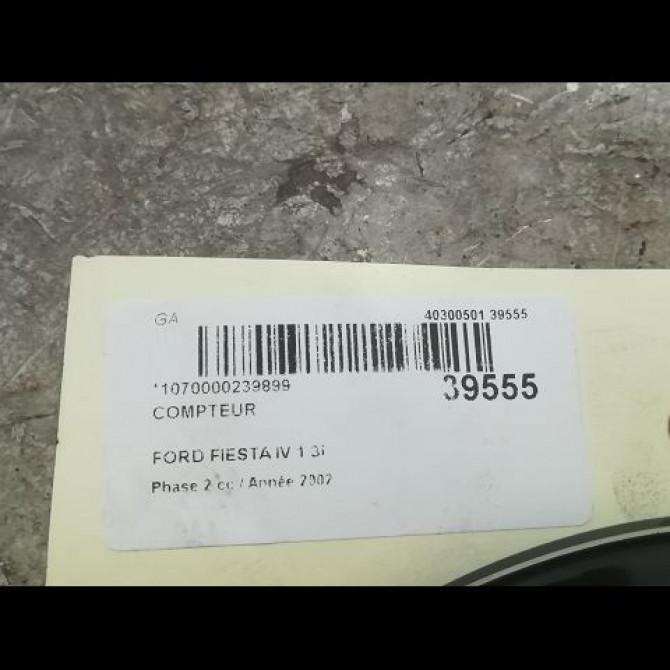 GA 40300501 39555
*1070000239899 39555
COMPTEUR
FORD FIESTA IV 1 3i
Phase 2 cc / Année 2002